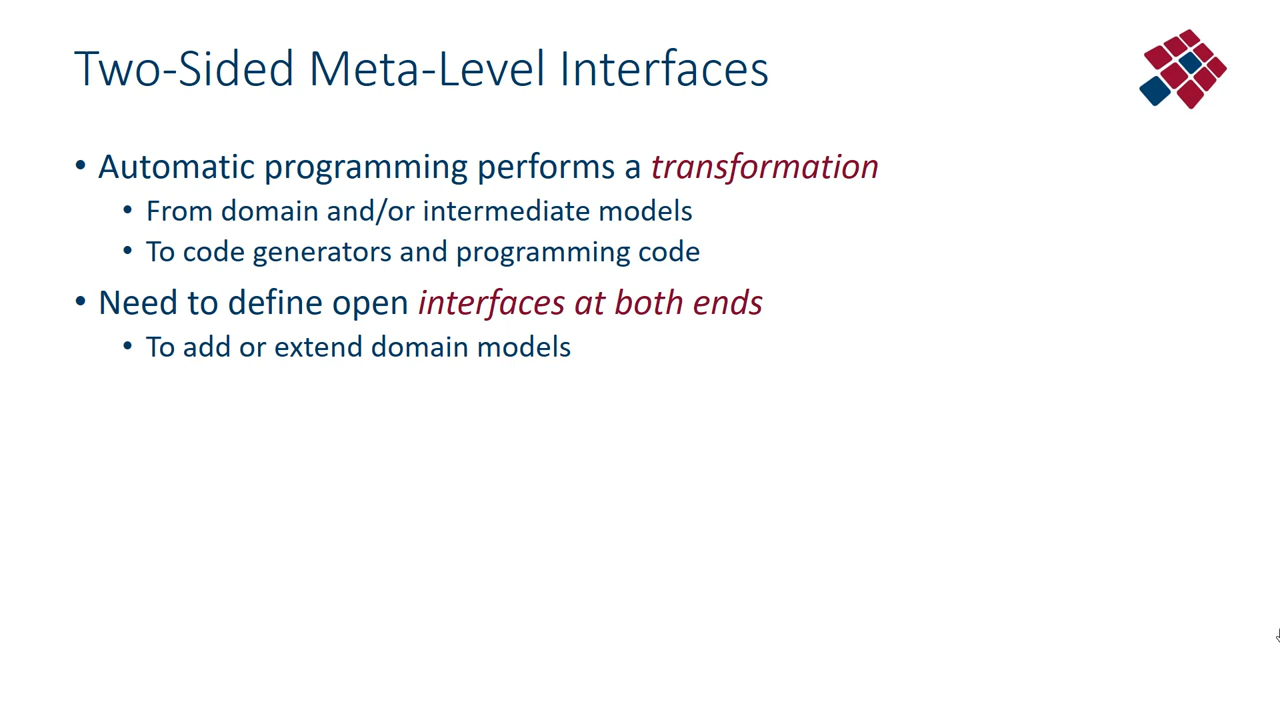 Two-Sided Meta-Level Interfaces
• Automatic programming performs a transformation
• From domain and/or intermediate models
• To code generators and programming code
• Need to define open interfaces at both ends
• To add or extend domain models